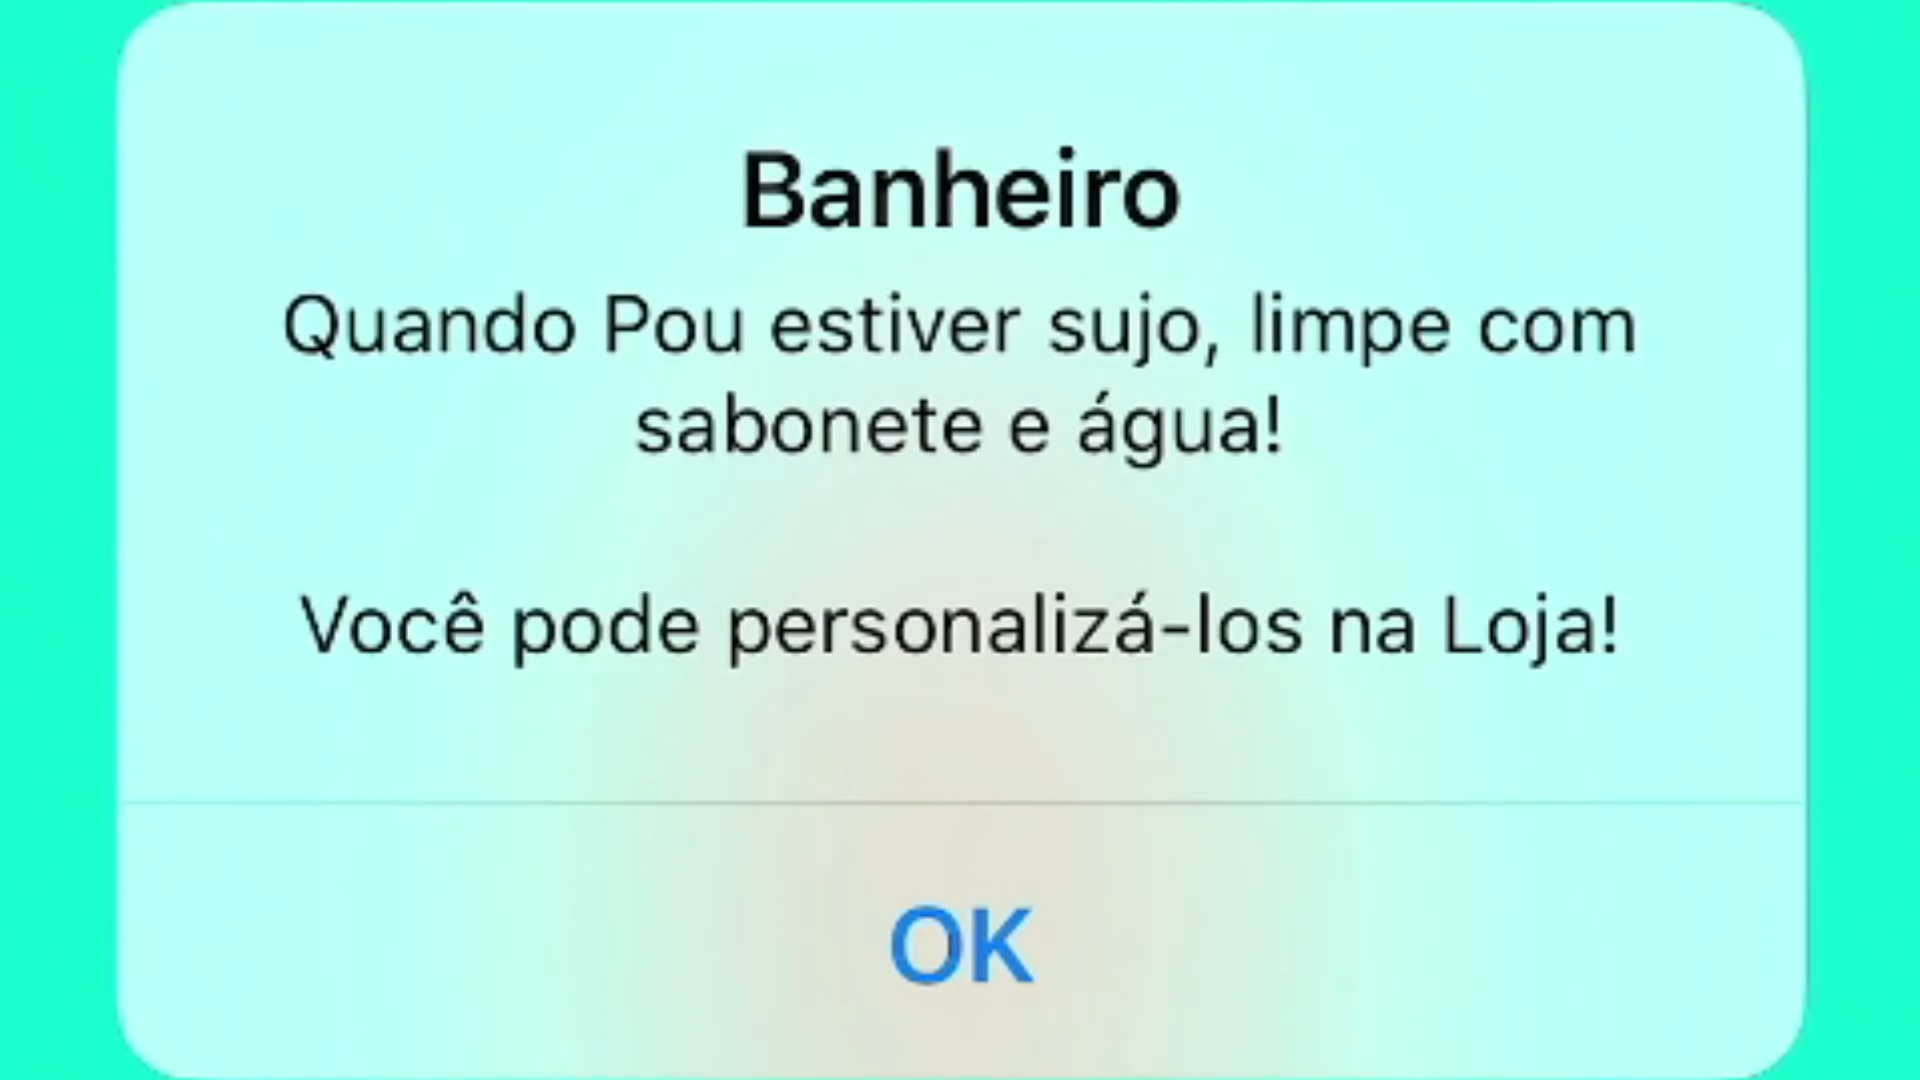 Banheiro
Quando Pou estiver sujo, limpe com
sabonete e água!
Você pode personalizá-los na Loja!
OK